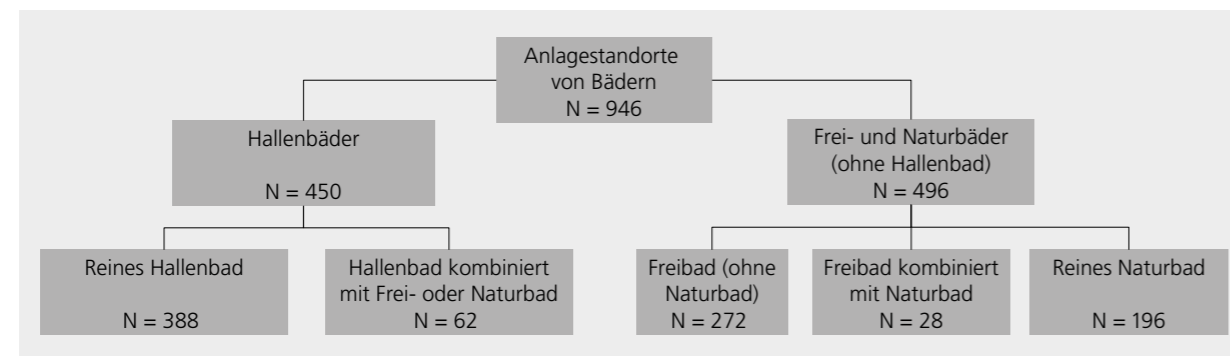 Anlagestandorte
von Bädern
N = 946
Hallenbäder
N = 450
Frei- und Naturbäder
(ohne Hallenbad)
N = 496
Reines Hallenbad
N = 388
Hallenbad kombiniert
mit Frei- oder Naturbad
N = 62
Freibad (ohne
Naturbad)
N = 272
Freibad kombiniert
mit Naturbad
N = 28
Reines Naturbad
N = 196